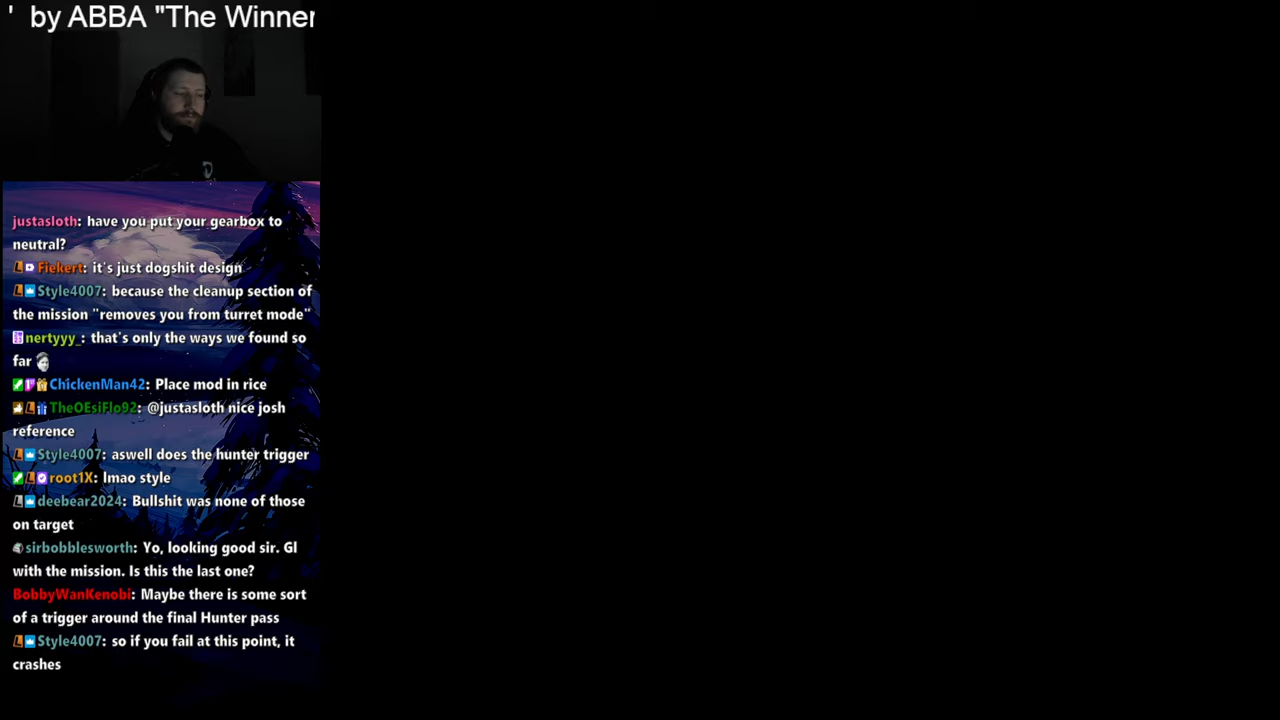 ' by ABBA "The Winner
justasloth: have you put your gearbox to
neutral?
Fiekert: it's just dogshit design
Style4007: because the cleanup section of
the mission "removes you from turret mode"
nertyyy_: that's only the ways we found so
far
ChickenMan42: Place mod in rice
TheOEsiFlo92: @justasloth nice josh
reference
Style4007: aswell does the hunter trigger
root1X: lmao style
deebear2024: Bullshit was none of those
on target
sirbobblesworth: Yo, looking good sir. Gl
with the mission. Is this the last one?
BobbyWanKenobi: Maybe there is some sort
of a trigger around the final Hunter pass
Style4007: so if you fail at this point, it
crashes